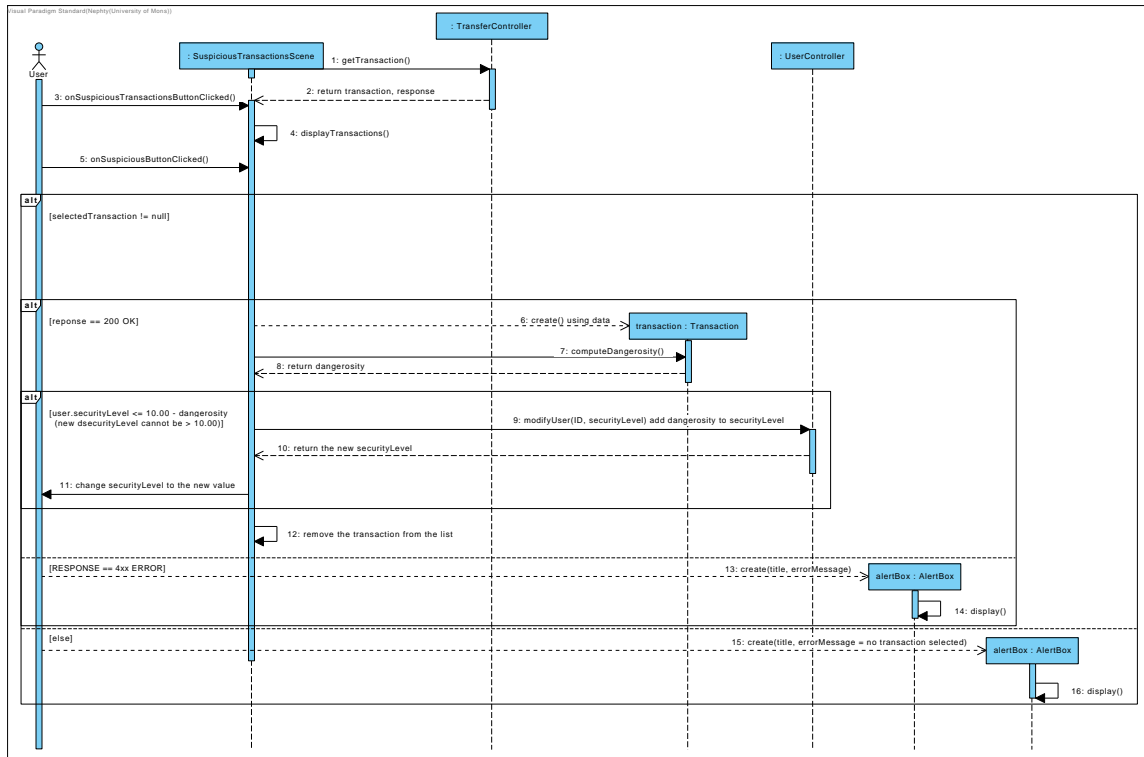 Visual Paradigm Standard(Nephty(University of Mons))
: TransferController
: SuspiciousTransactionsScene
: UserController
User
1: getTransaction()
2: return transaction, response
3: onSuspiciousTransactionsButtonClicked()
4: displayTransactions()
5: onSuspiciousButtonClicked()
alt
[selectedTransaction != null]
alt
[reponse == 200 OK]
6: create() using data
transaction : Transaction
7: computeDangerosity()
8: return dangerosity
alt
[user.securityLevel <= 10.00 - dangerosity
(new dsecurityLevel cannot be > 10.00)]
9: modifyUser(ID, securityLevel) add dangerosity to securityLevel
10: return the new securityLevel
11: change securityLevel to the new value
12: remove the transaction from the list
[RESPONSE == 4xx ERROR]
13: create(title, errorMessage)
alertBox : AlertBox
14: display()
[else]
15: create(title, errorMessage = no transaction selected)
alertBox : AlertBox
16: display()